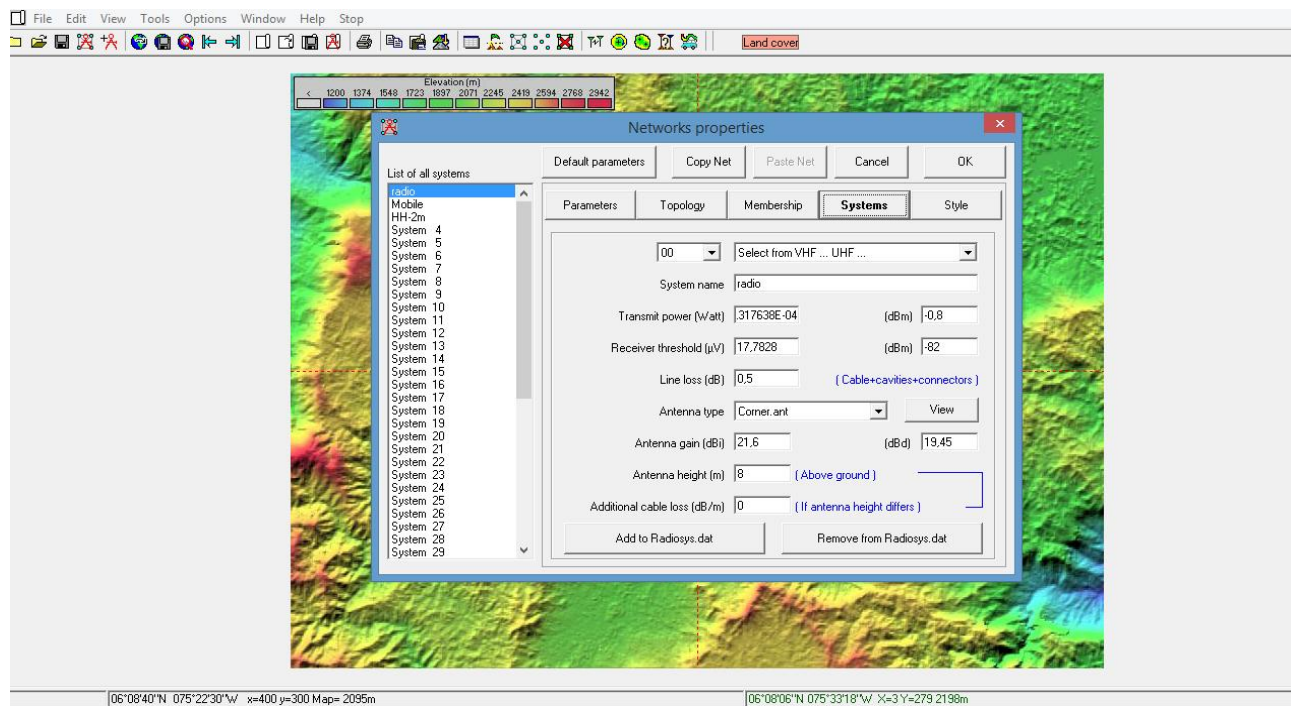 File Edit View Tools Options Window Help Stop
Land cover
Elevation (m)
< 1200 1374 1548 1723 1897 2071 2245 2419 2594 2768 2942
Networks properties
Default parameters Copy Net Paste Net Cancel OK
List of all systems
Parameters Topology Membership Systems Style
radio
Mobile
HH-2m
System 4
System 5
System 6
System 7
System 8
System 9
System 10
System 11
System 12
System 13
System 14
System 15
System 16
System 17
System 18
System 19
System 20
System 21
System 22
System 23
System 24
System 25
System 26
System 27
System 28
System 29
00 Select from VHF ... UHF ...
System name radio
Transmit power (Watt) .317638E-04 (dBm) -0,8
Receiver threshold (µV) 17,7828 (dBm) -82
Line loss (dB) 0,5 ( Cable+cavities+connectors )
Antenna type Corner.ant View
Antenna gain (dBi) 21,6 (dBd) 19,45
Antenna height (m) 8 ( Above ground )
Additional cable loss (dB/m) 0 ( If antenna height differs )
Add to Radiosys.dat Remove from Radiosys.dat
06°08'40"N 075°22'30"W x=400 y=300 Map= 2095m
06°08'06"N 075°33'18"W X=3 Y=279 2198m